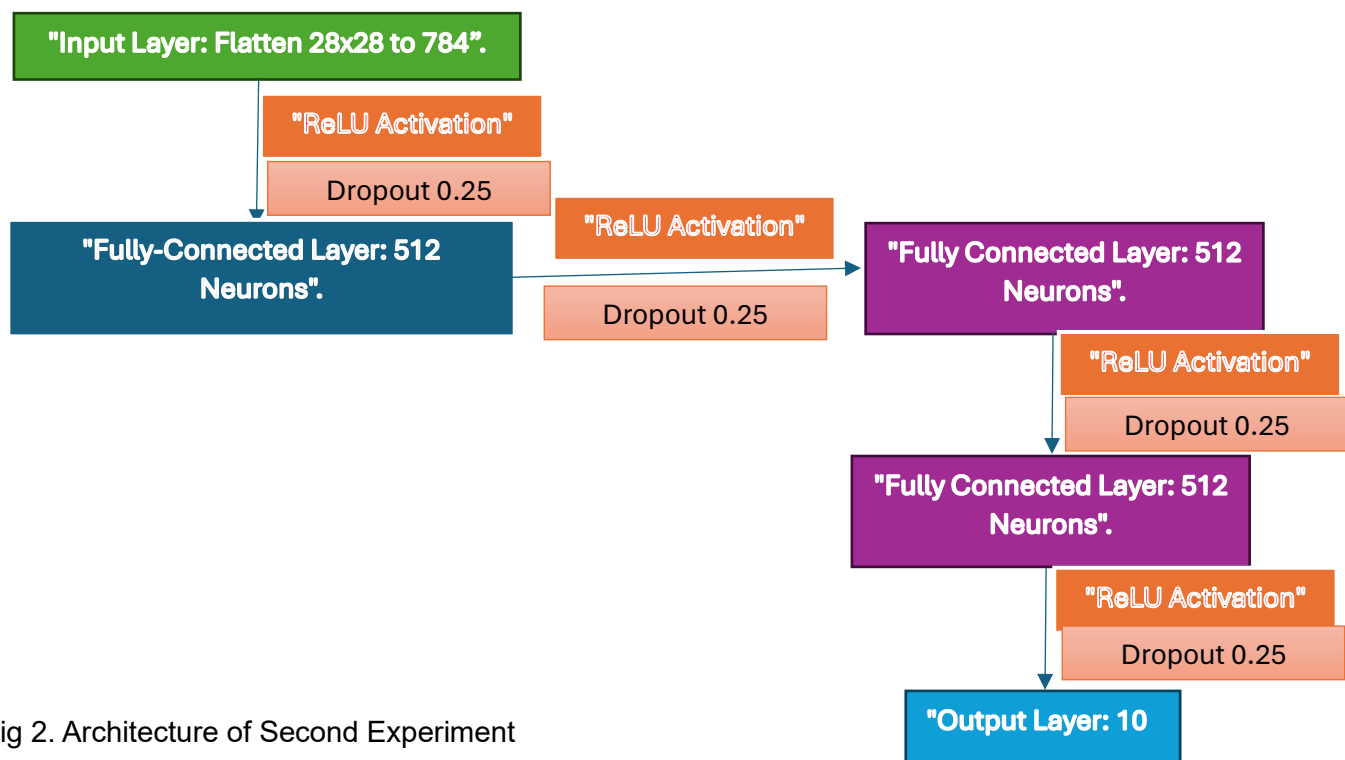 "Input Layer: Flatten 28x28 to 784”.
"ReLU Activation"
Dropout 0.25
"Fully-Connected Layer: 512
Neurons".
"ReLU Activation"
Dropout 0.25
"Fully Connected Layer: 512
Neurons".
"ReLU Activation"
Dropout 0.25
"Fully Connected Layer: 512
Neurons".
"ReLU Activation"
Dropout 0.25
"Output Layer: 10
ig 2. Architecture of Second Experiment